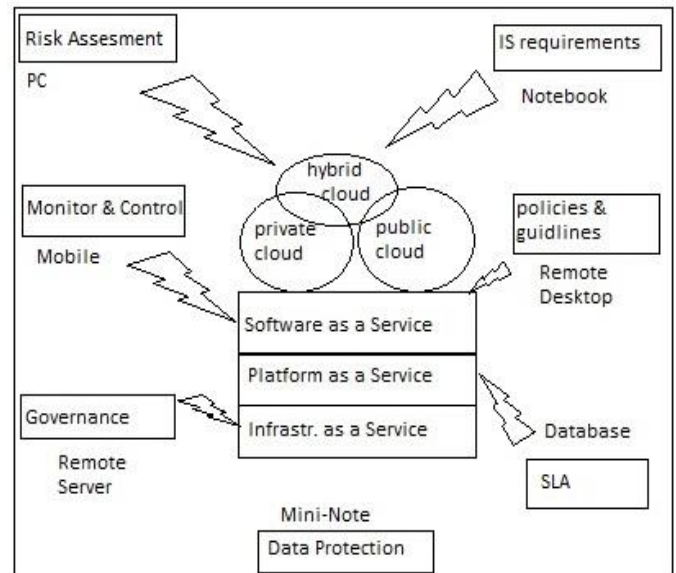 Risk Assesment
IS requirements
PC
Notebook
hybrid
cloud
Monitor & Control
private
cloud
public
cloud
policies &
guidlines
Mobile
Remote
Desktop
Software as a Service
Platform as a Service
Governance
Infrastr. as a Service
Database
Remote
Server
SLA
Mini-Note
Data Protection